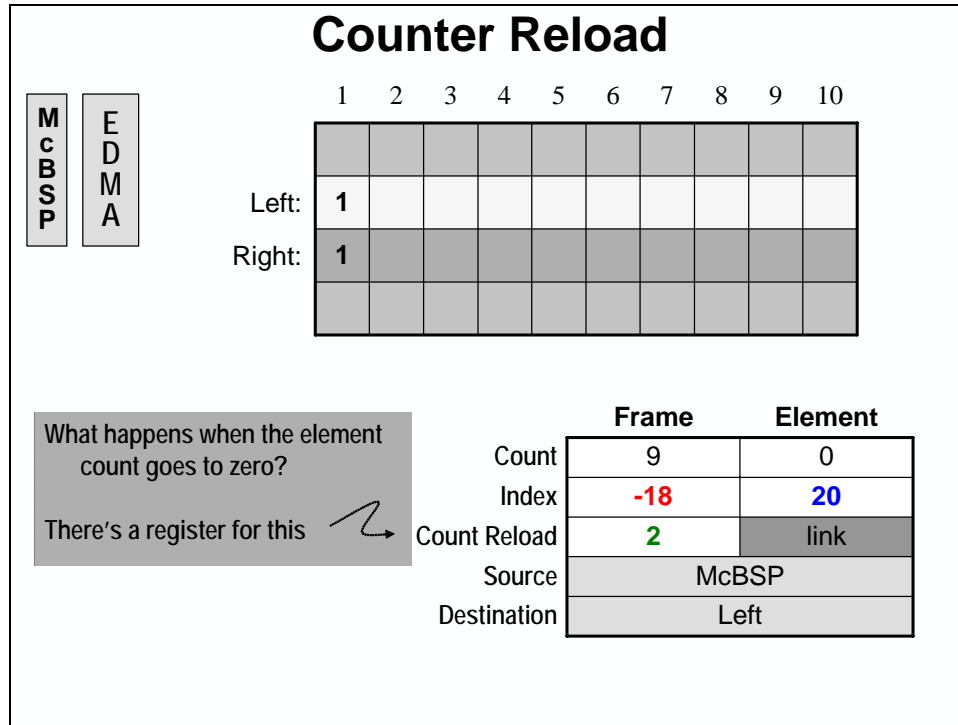 Counter Reload
McBSP
EDMA
1 2 3 4 5 6 7 8 9 10
Left: 1
Right: 1
What happens when the element
count goes to zero?
There's a register for this
Frame Element
Count 9 0
Index -18 20
Count Reload 2 link
Source McBSP
Destination Left